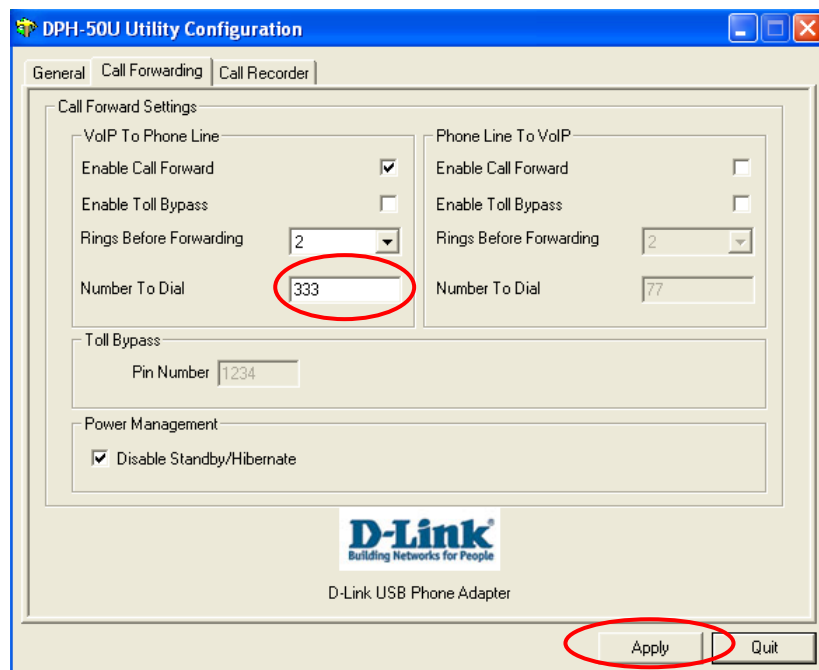 DPH-50U Utility Configuration
General Call Forwarding Call Recorder
Call Forward Settings
VoIP To Phone Line
Enable Call Forward
Enable Toll Bypass
Rings Before Forwarding 2
Number To Dial 333
Phone Line To VoIP
Enable Call Forward
Enable Toll Bypass
Rings Before Forwarding 2
Number To Dial 77
Toll Bypass
Pin Number 1234
Power Management
Disable Standby/Hibernate
D-Link®
Building Networks for People
D-Link USB Phone Adapter
Apply Quit